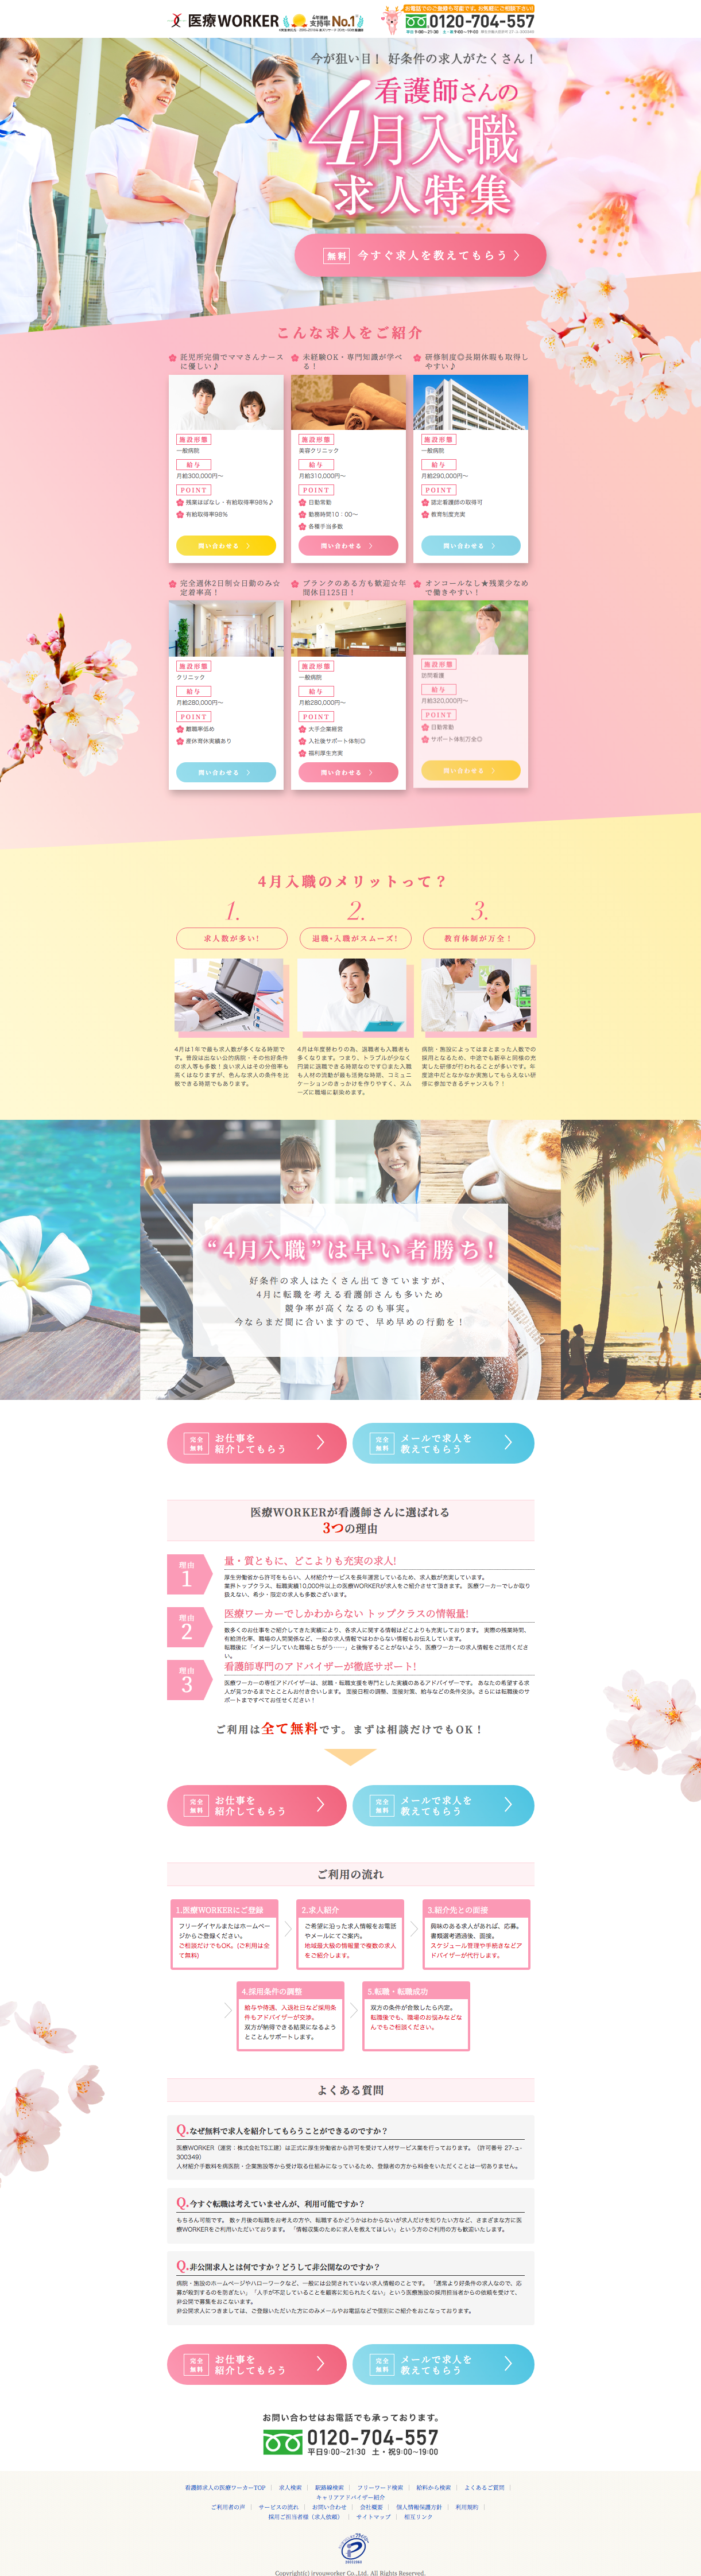 医療WORKER
4年連続
支持率No.1
お電話でのご登録も可能です。お気軽にご相談下さい!
0120-704-557
平日 9:00〜21:30 土・祝 9:00〜19:00
今が狙い目! 好条件の求人がたくさん!
看護師さんの
4月入職
求人特集
無料 今すぐ求人を教えてもらう
こんな求人をご紹介
託児所完備でママさんナース
に優しい♪
施設形態
一般病院
給与
月給300,000円〜
POINT
残業ほぼなし・有給取得率98%♪
有給取得率98%
問い合わせる
未経験OK・専門知識が学べ
る!
施設形態
美容クリニック
給与
月給310,000円〜
POINT
日勤常勤
勤務時間10:00〜
各種手当多数
問い合わせる
研修制度◎長期休暇も取得し
やすい♪
施設形態
一般病院
給与
月給290,000円〜
POINT
認定看護師の取得可
教育制度充実
問い合わせる
完全週休2日制☆日勤のみ☆
定着率高!
施設形態
クリニック
給与
月給280,000円〜
POINT
離職率低め
産休育休実績あり
問い合わせる
ブランクのある方も歓迎☆年
間休日125日!
施設形態
一般病院
給与
月給280,000円〜
POINT
大手企業経営
入社後サポート体制◎
福利厚生充実
問い合わせる
オンコールなし★残業少なめ
で働きやすい!
施設形態
訪問看護
給与
月給320,000円〜
POINT
日勤常勤
サポート体制万全◎
問い合わせる
4月入職のメリットって?
1.
求人数が多い!
4月は1年で最も求人数が多くなる時期で
す。普段は出ない公的病院・その他好条件
の求人等も多数!良い求人はその分倍率も
高くはなりますが、色んな求人の条件を比
較できる時期でもあります。
2.
退職・入職がスムーズ!
4月は年度替わりの為、退職者も入職者も
多くなります。つまり、トラブルが少なく
円満に退職できる時期なのです◎また入職
も人材の流動が最も活発な時期、コミュニ
ケーションのきっかけを作りやすく、スム
ーズに職場に馴染めます。
3.
教育体制が万全!
病院・施設によってはまとまった人数での
採用となるため、中途でも新卒と同様の充
実した研修が行われることが多いです。年
度途中だとなかなか実施してもらえない研
修に参加できるチャンスも?!
“4月入職”は早い者勝ち!
好条件の求人はたくさん出てきていますが、
4月に転職を考える看護師さんも多いため
競争率が高くなるのも事実。
今ならまだ間に合いますので、早め早めの行動を!
完全無料 お仕事を
紹介してもらう
完全無料 メールで求人を
教えてもらう
医療WORKERが看護師さんに選ばれる
3つの理由
理由
1
量・質ともに、どこよりも充実の求人!
厚生労働省から許可をもらい、人材紹介サービスを長年運営しているため、求人数が充実しています。
業界トップクラス、転職実績10,000件以上の医療WORKERが求人をご紹介させて頂きます。 医療ワーカーでしか取り
扱えない、希少・限定の求人も多数ございます。
理由
2
医療ワーカーでしかわからない トップクラスの情報量!
数多くのお仕事をご紹介してきた実績により、各求人に関する情報はどこよりも充実しております。 実際の残業時間、
有給消化率、職場の人間関係など、一般の求人情報ではわからない情報もお伝えしています。
転職後に「イメージしていた職場とちがう……」と後悔することがないよう、医療ワーカーの求人情報をご活用くださ
い。
理由
3
看護師専門のアドバイザーが徹底サポート!
医療ワーカーの専任アドバイザーは、就職・転職支援を専門とした実績のあるアドバイザーです。 あなたの希望する求
人が見つかるまでとことんお付き合いします。 面接日程の調整、面接対策、給与などの条件交渉。さらには転職後のサ
ポートまですべてお任せください!
ご利用は全て無料です。まずは相談だけでもOK!
完全無料 お仕事を
紹介してもらう
完全無料 メールで求人を
教えてもらう
ご利用の流れ
1.医療WORKERにご登録
フリーダイヤルまたはホームペー
ジからご登録ください。
ご相談だけでもOK。(ご利用は全
て無料)
2.求人紹介
ご希望に沿った求人情報をお電話
やメールにてご案内。
地域最大級の情報量で複数の求人
をご紹介します。
3.紹介先との面接
興味のある求人があれば、応募。
書類選考通過後、面接。
スケジュール管理や手続きなどア
ドバイザーが代行します。
4.採用条件の調整
給与や待遇、入退社日など採用条
件もアドバイザーが交渉。
双方が納得できる結果になるよう
とことんサポートします。
5.転職・転職成功
双方の条件が合致したら内定。
転職後でも、職場のお悩みなどな
んでもご相談ください。
よくある質問
Q.なぜ無料で求人を紹介してもらうことができるのですか?
医療WORKER(運営:株式会社TS工建)は正式に厚生労働省から許可を受けて人材サービス業を行っております。(許可番号 27-ユ-
300349)
人材紹介手数料を病医院・企業施設等から受け取る仕組みになっているため、登録者の方から料金をいただくことは一切ありません。
Q.今すぐ転職は考えていませんが、利用可能ですか?
もちろん可能です。 数ヶ月後の転職をお考えの方や、転職するかどうかはわからないが求人だけを知りたい方など、さまざまな方に医
療WORKERをご利用いただいております。 「情報収集のために求人を教えてほしい」という方のご利用の方も歓迎いたします。
Q.非公開求人とは何ですか?どうして非公開なのですか?
病院・施設のホームページやハローワークなど、一般には公開されていない求人情報のことです。 「通常より好条件の求人なので、応
募が殺到するのを防ぎたい」「人手が不足していることを顧客に知られたくない」という医療施設の採用担当者からの依頼を受けて、
非公開で募集をおこないます。
非公開求人につきましては、ご登録いただいた方にのみメールやお電話などで個別にご紹介をおこなっております。
完全無料 お仕事を
紹介してもらう
完全無料 メールで求人を
教えてもらう
お問い合わせはお電話でも承っております。
0120-704-557
平日9:00〜21:30 土・祝9:00〜19:00
看護師求人の医療ワーカーTOP | 求人検索 | 駅路線検索 | フリーワード検索 | 給料から検索 | よくあるご質問 |
キャリアアドバイザー紹介
ご利用者の声 | サービスの流れ | お問い合わせ | 会社概要 | 個人情報保護方針 | 利用規約 |
採用ご担当者様(求人依頼) | サイトマップ | 相互リンク
Copyright(c) iryouworker Co.,Ltd. All Rights Reserved.